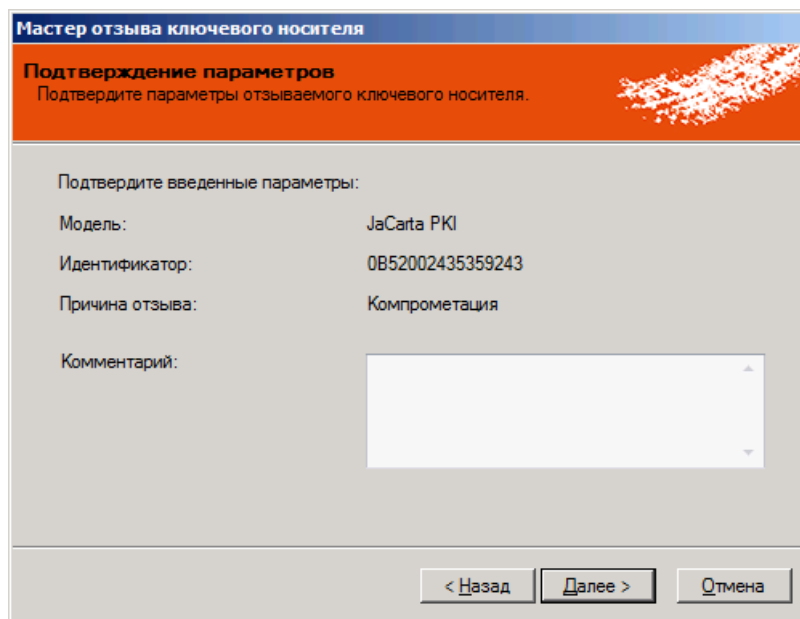 Мастер отзыва ключевого носителя
Подтверждение параметров
Подтвердите параметры отзываемого ключевого носителя.
Подтвердите введенные параметры:
Модель: JaCarta PKI
Идентификатор: 0B52002435359243
Причина отзыва: Компрометация
Комментарий:
< Назад Далее > Отмена